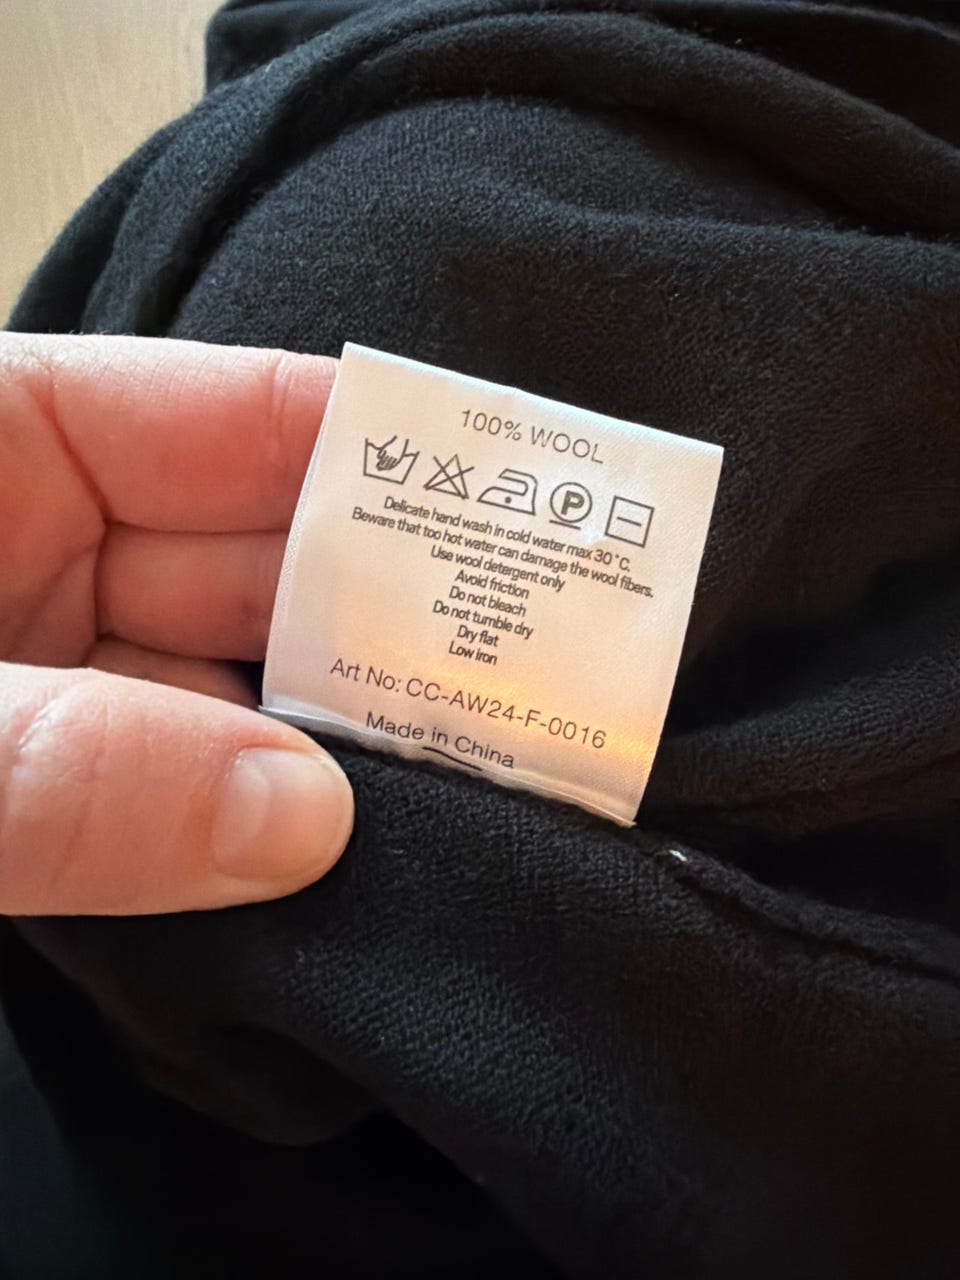 100% WOOL
P
Delicate hand wash in cold water max 30°C.
Beware that too hot water can damage the wool fibers.
Use wool detergent only
Avoid friction
Do not bleach
Do not tumble dry
Dry flat
Low iron
Art No: CC-AW24-F-0016
Made in China